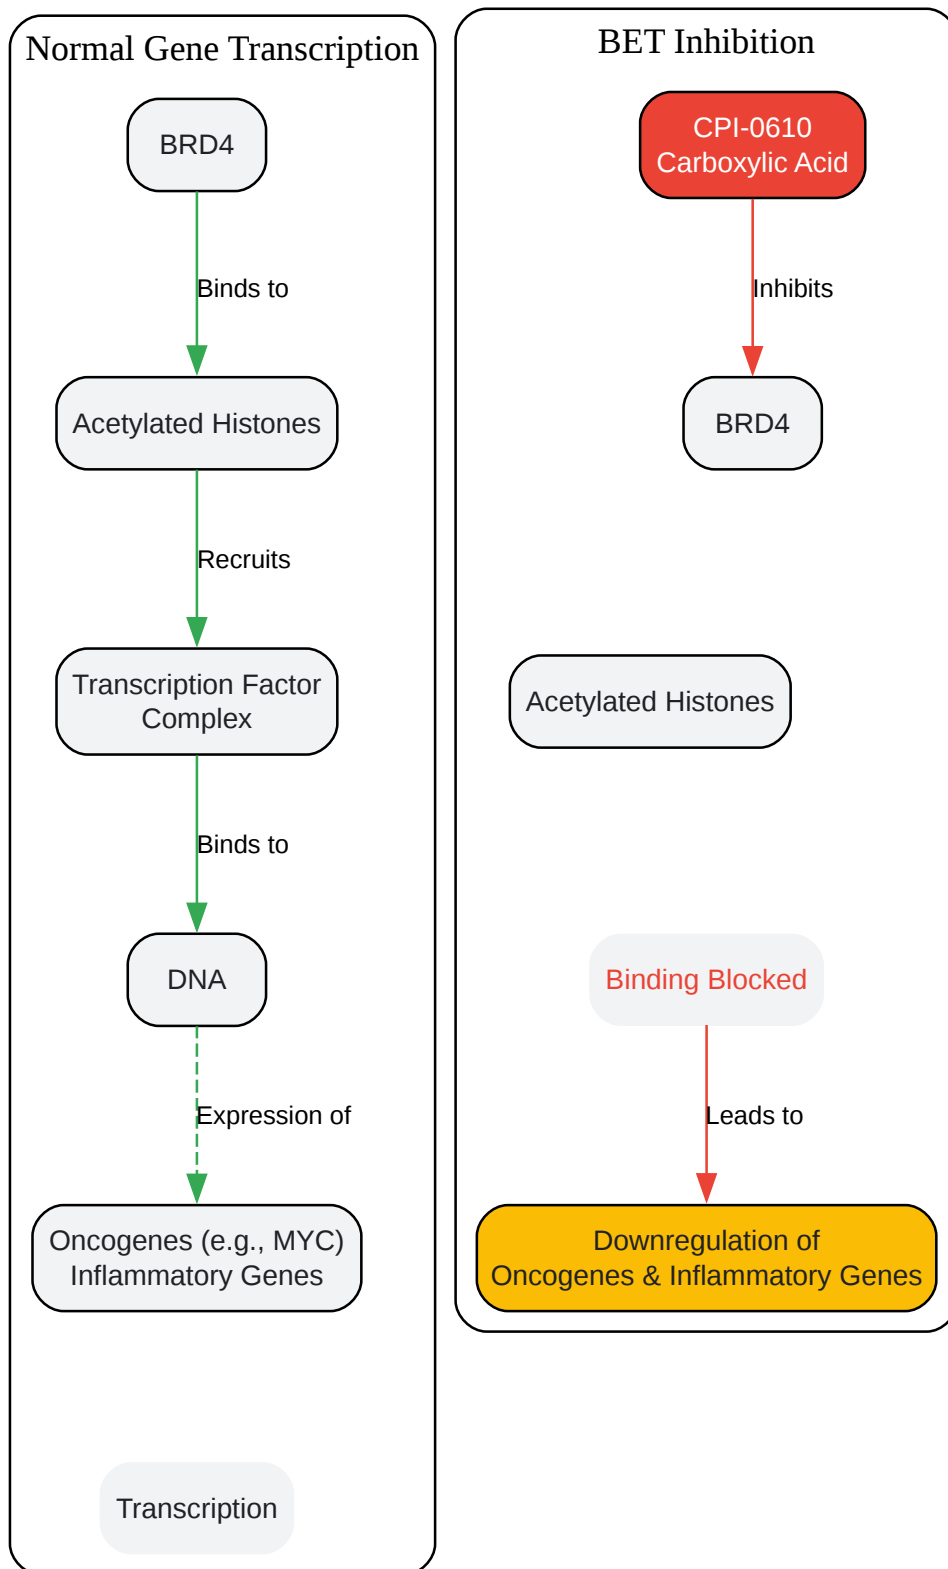 Normal Gene Transcription
BRD4
Binds to
Acetylated Histones
Recruits
Transcription Factor
Complex
Binds to
DNA
Expression of
Oncogenes (e.g., MYC)
Inflammatory Genes
Transcription
BET Inhibition
CPI-0610
Carboxylic Acid
Inhibits
BRD4
Acetylated Histones
Binding Blocked
Leads to
Downregulation of
Oncogenes & Inflammatory Genes